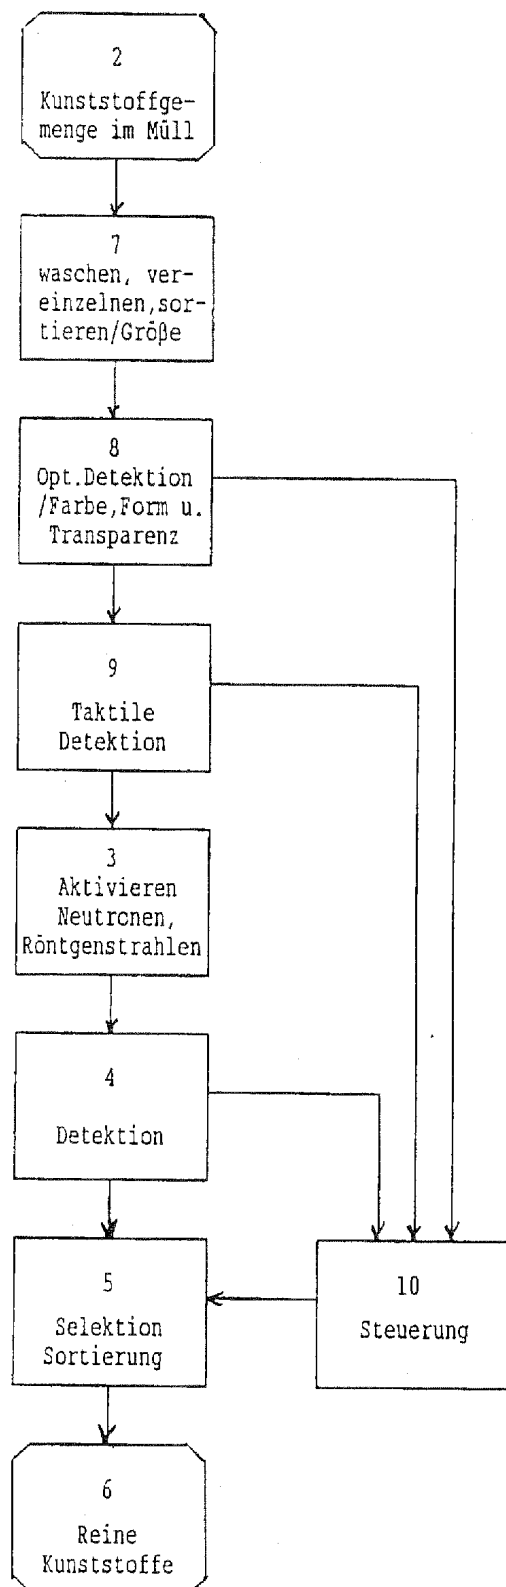 2
Kunststoffge-
menge im Müll
7
waschen, ver-
einzelnen,sor-
tieren/Größe
8
Opt.Detektion
/Farbe,Form u.
Transparenz
9
Taktile
Detektion
3
Aktivieren
Neutronen,
Röntgenstrahlen
4
Detektion
5
Selektion
Sortierung
10
Steuerung
6
Reine
Kunststoffe